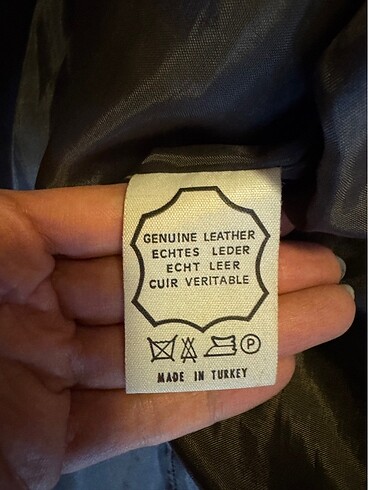 GENUINE LEATHER
ECHTES LEDER
ECHT LEER
CUIR VERITABLE
P
MADE IN TURKEY